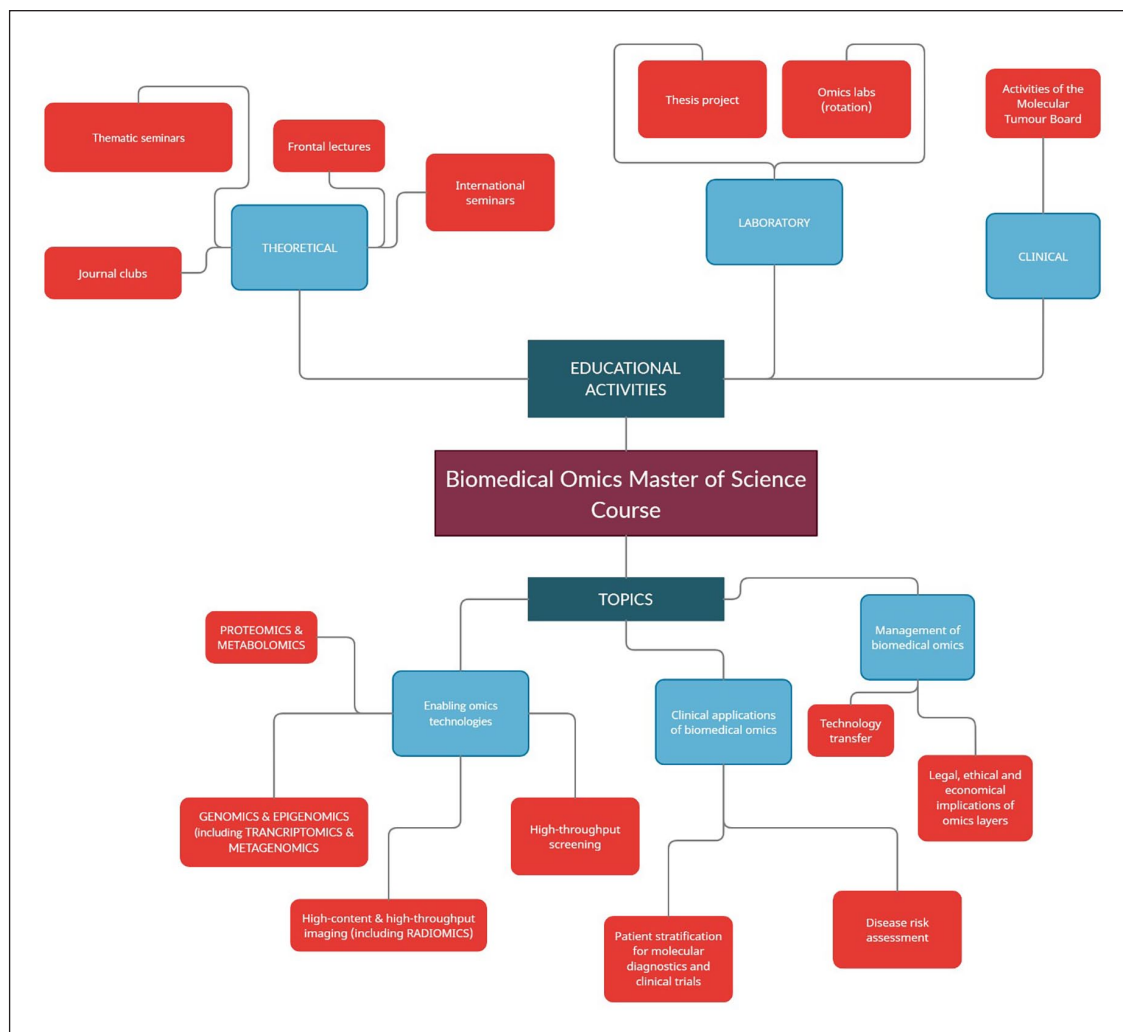 Thematic seminars
Frontal lectures
International
seminars
Journal clubs
THEORETICAL
Thesis project
Omics labs
(rotation)
LABORATORY
Activities of the
Molecular
Tumour Board
CLINICAL
EDUCATIONAL
ACTIVITIES
Biomedical Omics Master of Science
Course
TOPICS
PROTEOMICS &
METABOLOMICS
Enabling omics
technologies
GENOMICS & EPIGENOMICS
(including TRANCRIPTOMICS &
METAGENOMICS
High-content & high-throughput
imaging (including RADIOMICS)
High-throughput
screening
Clinical applications
of biomedical omics
Patient stratification
for molecular
diagnostics and
clinical trials
Disease risk
assessment
Management of
biomedical omics
Technology
transfer
Legal, ethical and
economical
implications of
omics layers